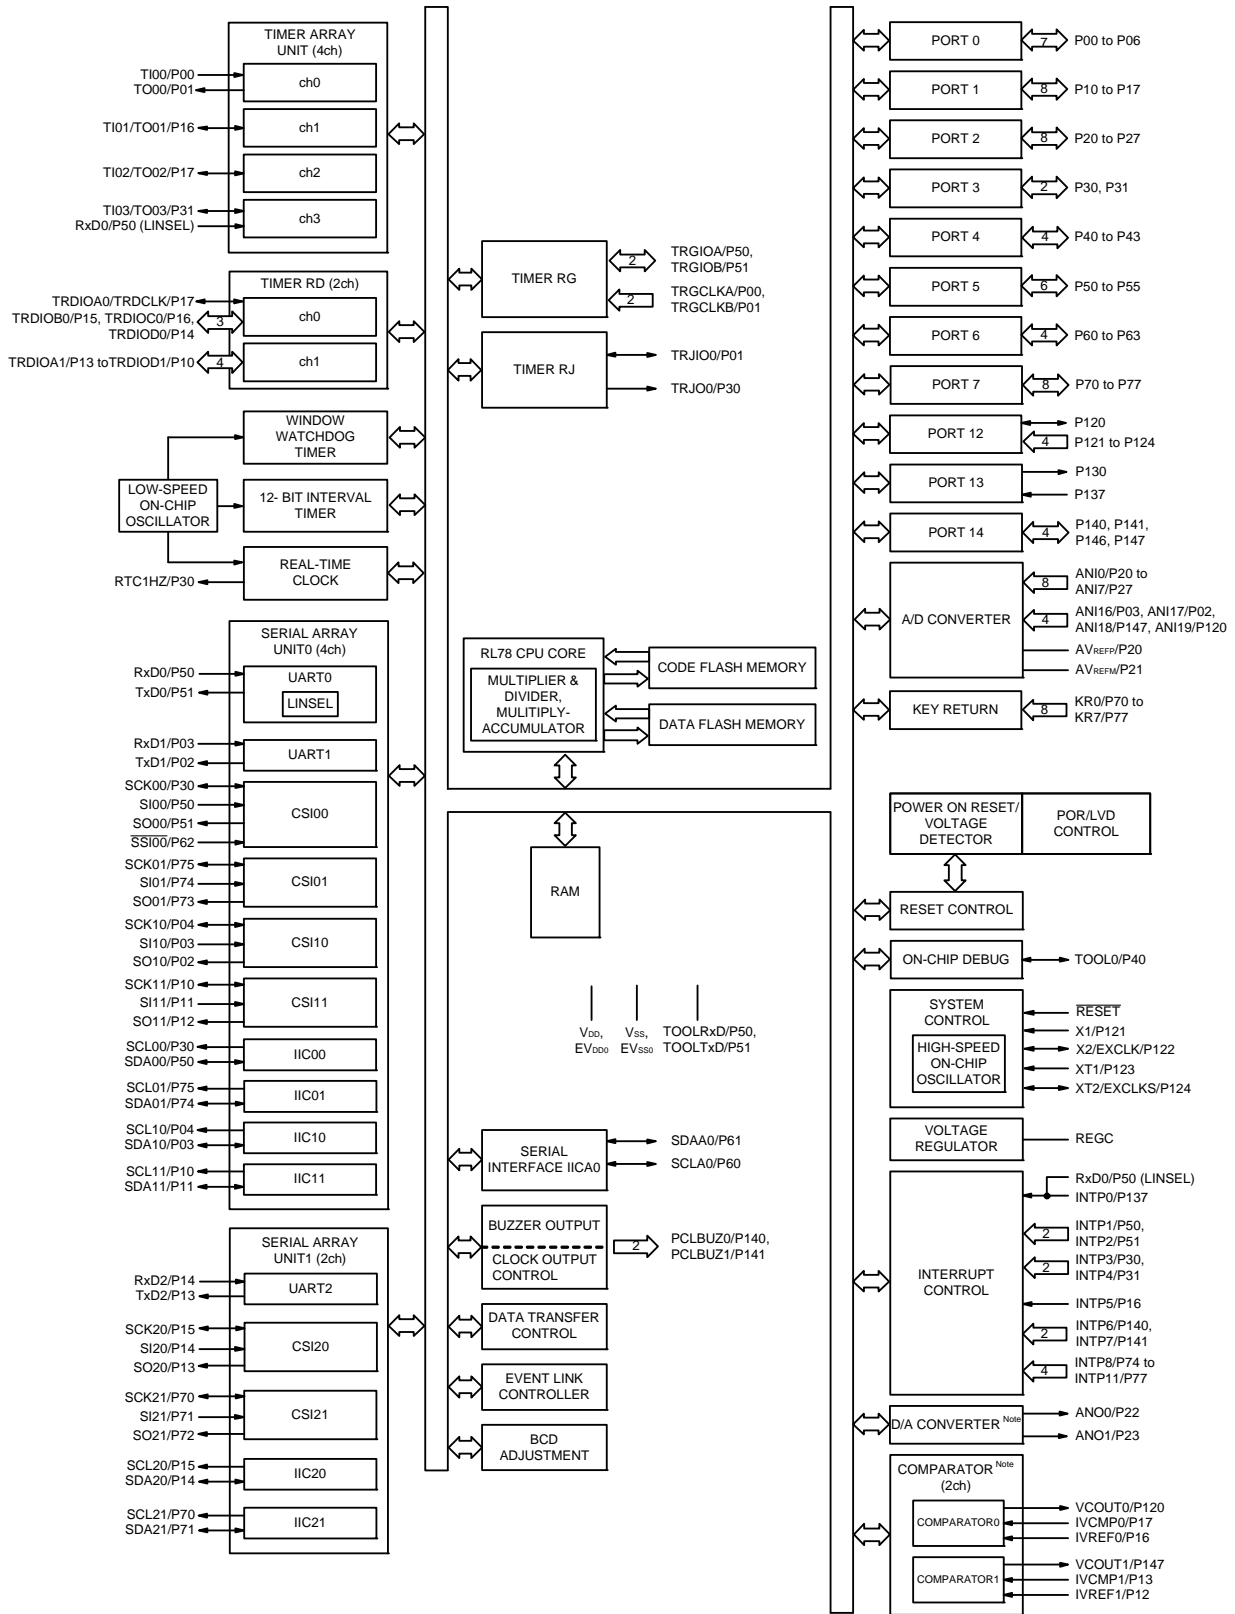 TIMER ARRAY
UNIT (4ch)
TI00/P00
TO00/P01
ch0
TI01/TO01/P16
ch1
TI02/TO02/P17
ch2
TI03/TO03/P31
RxD0/P50 (LINSEL)
ch3
TIMER RD (2ch)
TRDIOA0/TRDCLK/P17
TRDIOB0/P15, TRDIOC0/P16,
TRDIOD0/P14
3
ch0
TRDIOA1/P13 toTRDIOD1/P10
4
ch1
WINDOW
WATCHDOG
TIMER
LOW-SPEED
ON-CHIP
OSCILLATOR
12- BIT INTERVAL
TIMER
REAL-TIME
CLOCK
RTC1HZ/P30
SERIAL ARRAY
UNIT0 (4ch)
RxD0/P50
TxD0/P51
UART0
LINSEL
RxD1/P03
TxD1/P02
UART1
SCK00/P30
SI00/P50
SO00/P51
SSI00/P62
CSI00
SCK01/P75
SI01/P74
SO01/P73
CSI01
SCK10/P04
SI10/P03
SO10/P02
CSI10
SCK11/P10
SI11/P11
SO11/P12
CSI11
SCL00/P30
SDA00/P50
IIC00
SCL01/P75
SDA01/P74
IIC01
SCL10/P04
SDA10/P03
IIC10
SCL11/P10
SDA11/P11
IIC11
SERIAL ARRAY
UNIT1 (2ch)
RxD2/P14
TxD2/P13
UART2
SCK20/P15
SI20/P14
SO20/P13
CSI20
SCK21/P70
SI21/P71
SO21/P72
CSI21
SCL20/P15
SDA20/P14
IIC20
SCL21/P70
SDA21/P71
IIC21
TIMER RG
2
TRGIOA/P50,
TRGIOB/P51
2
TRGCLKA/P00,
TRGCLKB/P01
TIMER RJ
TRJIO0/P01
TRJO0/P30
RL78 CPU CORE
MULTIPLIER &
DIVIDER,
MULITIPLY-
ACCUMULATOR
CODE FLASH MEMORY
DATA FLASH MEMORY
RAM
VDD,
EVDD0
VSS,
EVSS0
TOOLRxD/P50,
TOOLTxD/P51
SERIAL
INTERFACE IICA0
SDAA0/P61
SCLA0/P60
BUZZER OUTPUT
CLOCK OUTPUT
CONTROL
2
PCLBUZ0/P140,
PCLBUZ1/P141
DATA TRANSFER
CONTROL
EVENT LINK
CONTROLLER
BCD
ADJUSTMENT
PORT 0
7
P00 to P06
PORT 1
8
P10 to P17
PORT 2
8
P20 to P27
PORT 3
2
P30, P31
PORT 4
4
P40 to P43
PORT 5
6
P50 to P55
PORT 6
4
P60 to P63
PORT 7
8
P70 to P77
PORT 12
P120
4
P121 to P124
PORT 13
P130
P137
PORT 14
4
P140, P141,
P146, P147
A/D CONVERTER
8
ANI0/P20 to
ANI7/P27
4
ANI16/P03, ANI17/P02,
ANI18/P147, ANI19/P120
AVREFP/P20
AVREFM/P21
KEY RETURN
8
KR0/P70 to
KR7/P77
POWER ON RESET/
VOLTAGE
DETECTOR
POR/LVD
CONTROL
RESET CONTROL
ON-CHIP DEBUG
TOOL0/P40
SYSTEM
CONTROL
HIGH-SPEED
ON-CHIP
OSCILLATOR
RESET
X1/P121
X2/EXCLK/P122
XT1/P123
XT2/EXCLKS/P124
VOLTAGE
REGULATOR
REGC
INTERRUPT
CONTROL
RxD0/P50 (LINSEL)
INTP0/P137
2
INTP1/P50,
INTP2/P51
2
INTP3/P30,
INTP4/P31
INTP5/P16
2
INTP6/P140,
INTP7/P141
4
INTP8/P74 to
INTP11/P77
D/A CONVERTER Note
ANO0/P22
ANO1/P23
COMPARATOR Note
(2ch)
COMPARATOR0
VCOUT0/P120
IVCMP0/P17
IVREF0/P16
COMPARATOR1
VCOUT1/P147
IVCMP1/P13
IVREF1/P12